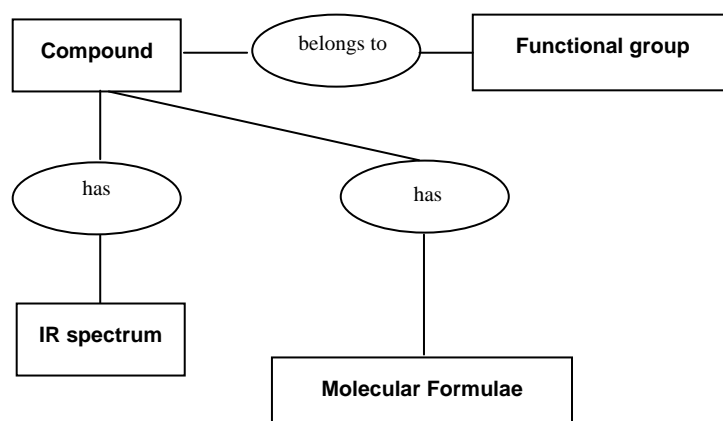 Compound
belongs to
Functional group
has
has
IR spectrum
Molecular Formulae